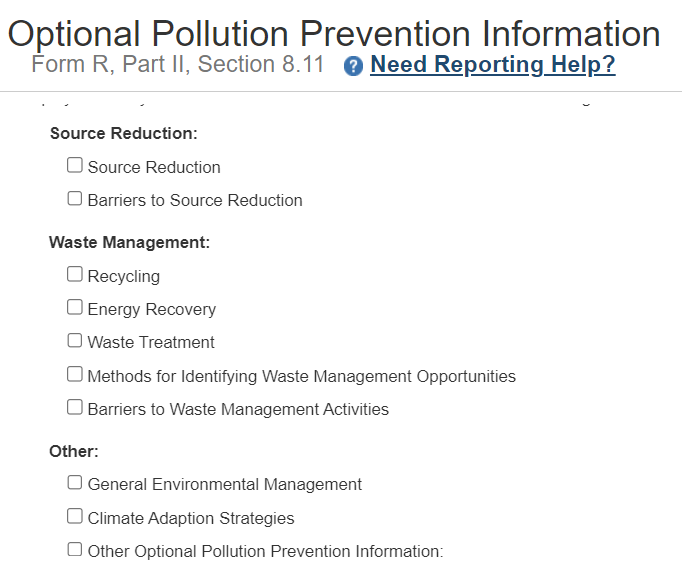 Optional Pollution Prevention Information
Form R, Part II, Section 8.11 ? Need Reporting Help?
Source Reduction:
Source Reduction
Barriers to Source Reduction
Waste Management:
Recycling
Energy Recovery
Waste Treatment
Methods for Identifying Waste Management Opportunities
Barriers to Waste Management Activities
Other:
General Environmental Management
Climate Adaption Strategies
Other Optional Pollution Prevention Information: